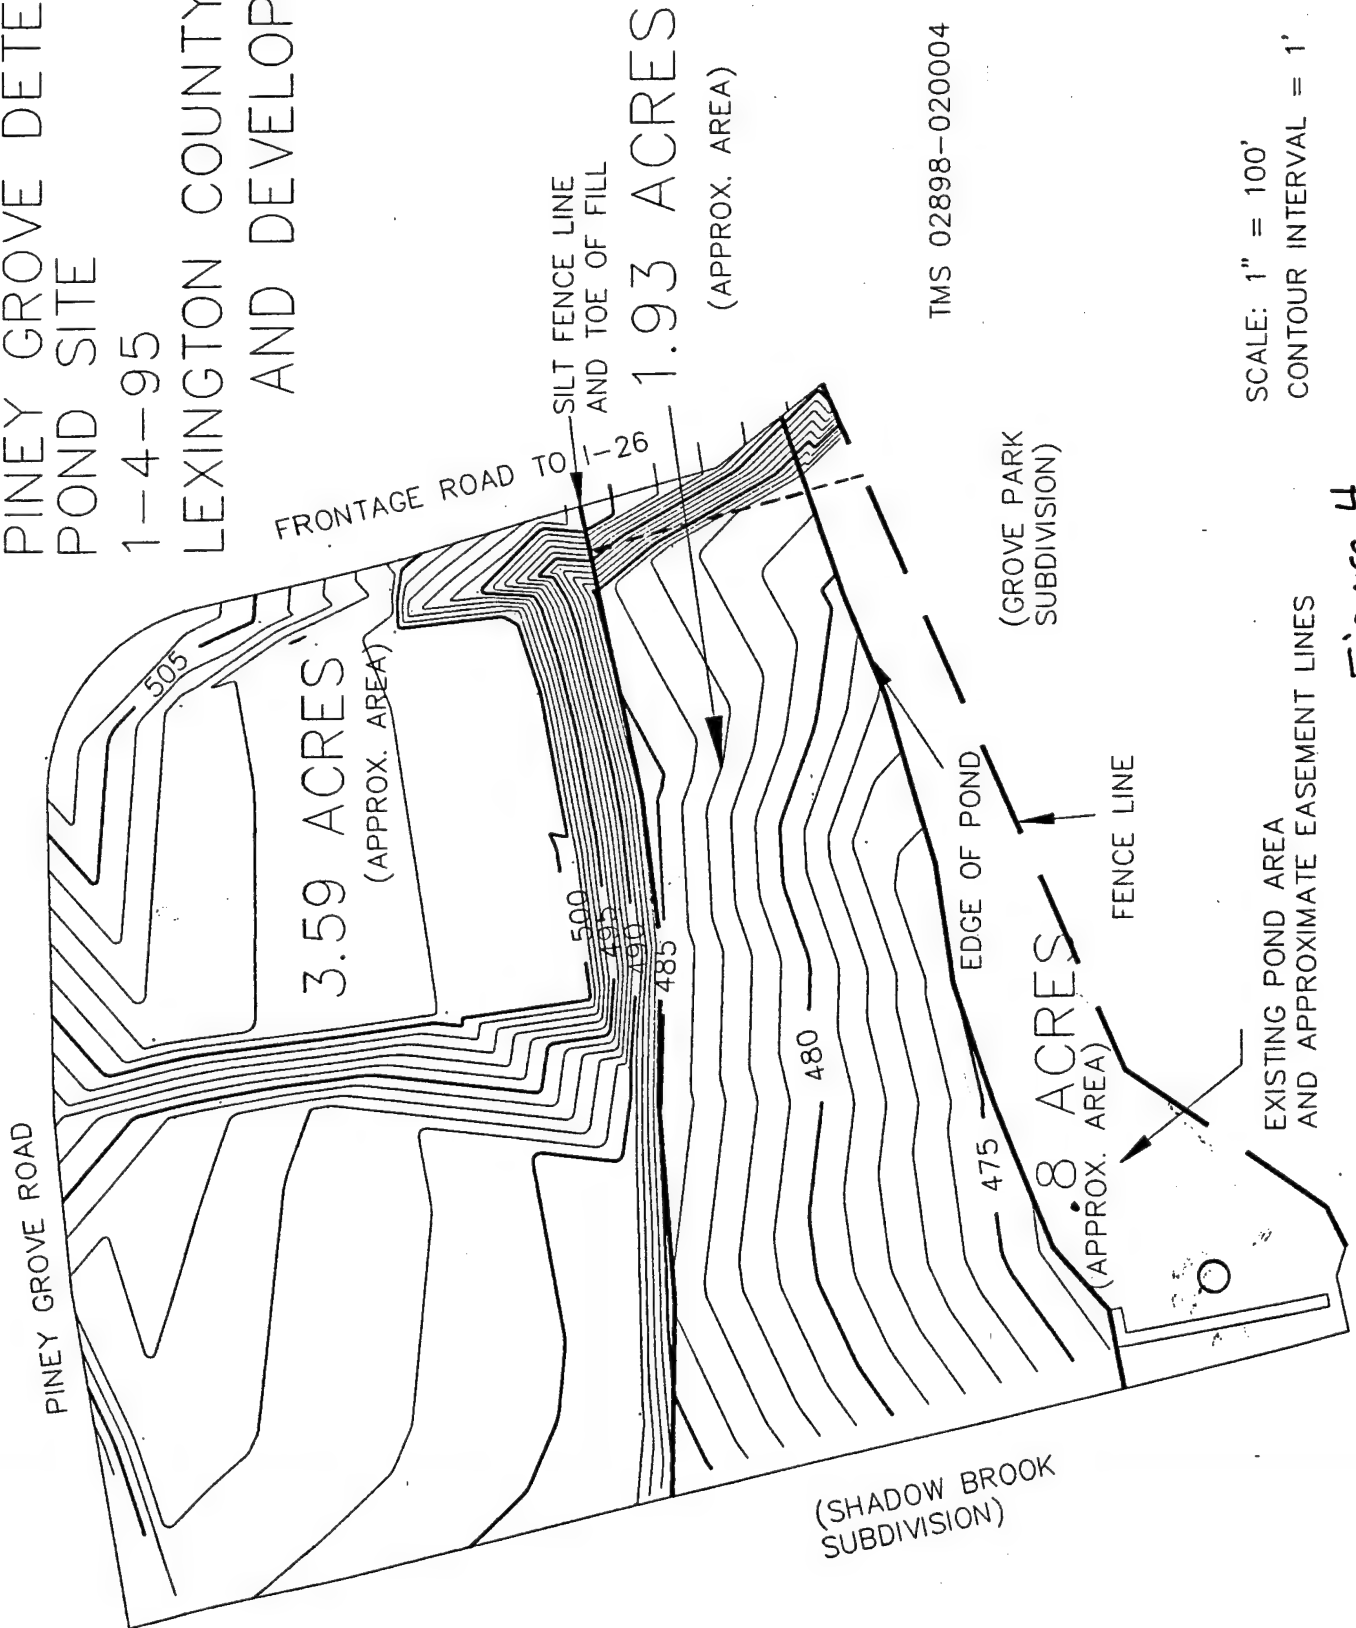 PINEY GROVE DETE
POND SITE
1-4-95
LEXINGTON COUNTY
AND DEVELOP
PINEY GROVE ROAD
FRONTAGE ROAD TO I-26
SILT FENCE LINE
AND TOE OF FILL
1.93 ACRES
(APPROX. AREA)
505
3.59 ACRES
(APPROX. AREA)
500
495
490
485
480
475
TMS 02898-020004
(GROVE PARK
SUBDIVISION)
EDGE OF POND
FENCE LINE
.8 ACRES
(APPROX. AREA)
EXISTING POND AREA
AND APPROXIMATE EASEMENT LINES
(SHADOW BROOK
SUBDIVISION)
SCALE: 1" = 100'
CONTOUR INTERVAL = 1'